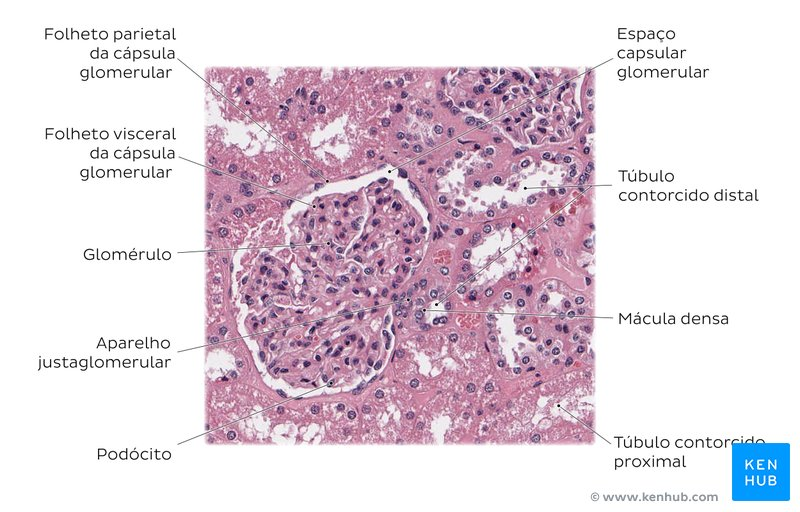 Folheto parietal
da cápsula
glomerular
Folheto visceral
da cápsula
glomerular
Glomérulo
Aparelho
justaglomerular
Podócito
Espaço
capsular
glomerular
Túbulo
contorcido distal
Mácula densa
Túbulo contorcido
proximal
KEN
HUB
© www.kenhub.com